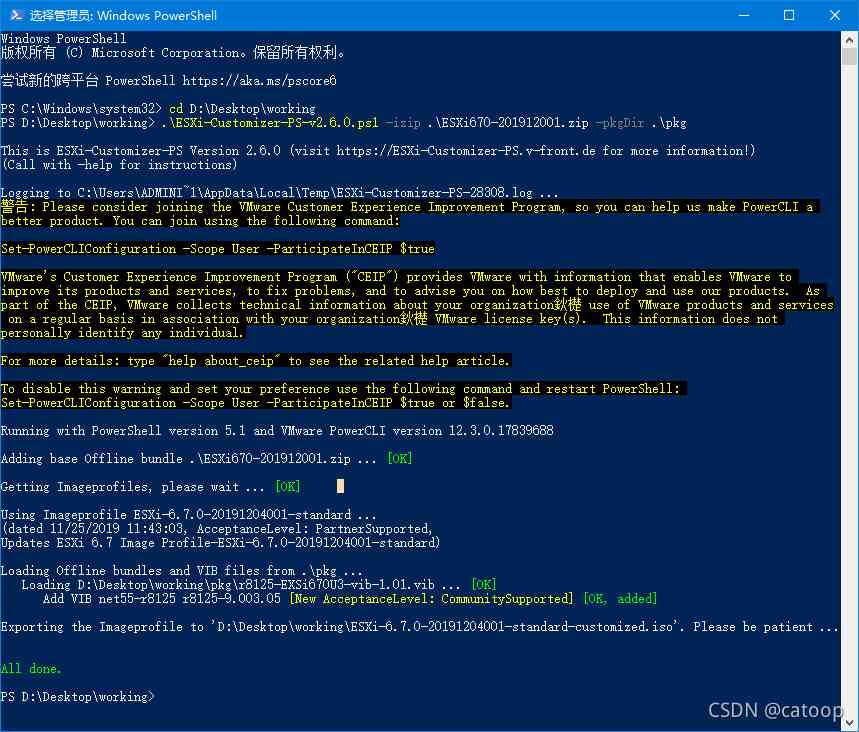 选择管理员: Windows PowerShell
Windows PowerShell
版权所有 (C) Microsoft Corporation。保留所有权利。
尝试新的跨平台 PowerShell https://aka.ms/pscore6
PS C:\Windows\system32> cd D:\Desktop\working
PS D:\Desktop\working> .\ESXi-Customizer-PS-v2.6.0.ps1 -izip .\ESXi670-201912001.zip -pkgDir .\pkg
This is ESXi-Customizer-PS Version 2.6.0 (visit https://ESXi-Customizer-PS.v-front.de for more information!)
(Call with -help for instructions)
Logging to C:\Users\ADMINI~1\AppData\Local\Temp\ESXi-Customizer-PS-28308.log ...
警告: Please consider joining the VMware Customer Experience Improvement Program, so you can help us make PowerCLI a
better product. You can join using the following command:
Set-PowerCLIConfiguration -Scope User -ParticipateInCEIP $true
VMware's Customer Experience Improvement Program ("CEIP") provides VMware with information that enables VMware to
improve its products and services, to fix problems, and to advise you on how best to deploy and use our products.  As
part of the CEIP, VMware collects technical information about your organization鈥檚 use of VMware products and services
on a regular basis in association with your organization鈥檚 VMware license key(s).  This information does not
personally identify any individual.
For more details: type "help about_ceip" to see the related help article.
To disable this warning and set your preference use the following command and restart PowerShell:
Set-PowerCLIConfiguration -Scope User -ParticipateInCEIP $true or $false.
Running with PowerShell version 5.1 and VMware PowerCLI version 12.3.0.17839688
Adding base Offline bundle .\ESXi670-201912001.zip ... [OK]
Getting Imageprofiles, please wait ... [OK]
Using Imageprofile ESXi-6.7.0-20191204001-standard ...
(dated 11/25/2019 11:43:03, AcceptanceLevel: PartnerSupported,
Updates ESXi 6.7 Image Profile-ESXi-6.7.0-20191204001-standard)
Loading Offline bundles and VIB files from .\pkg ...
Loading D:\Desktop\working\pkg\r8125-EXSi670U3-vib-1.01.vib ... [OK]
Add VIB net55-r8125 r8125-9.003.05 [New AcceptanceLevel: CommunitySupported] [OK, added]
Exporting the Imageprofile to 'D:\Desktop\working\ESXi-6.7.0-20191204001-standard-customized.iso'. Please be patient ...
All done.
PS D:\Desktop\working>
CSDN @catoop